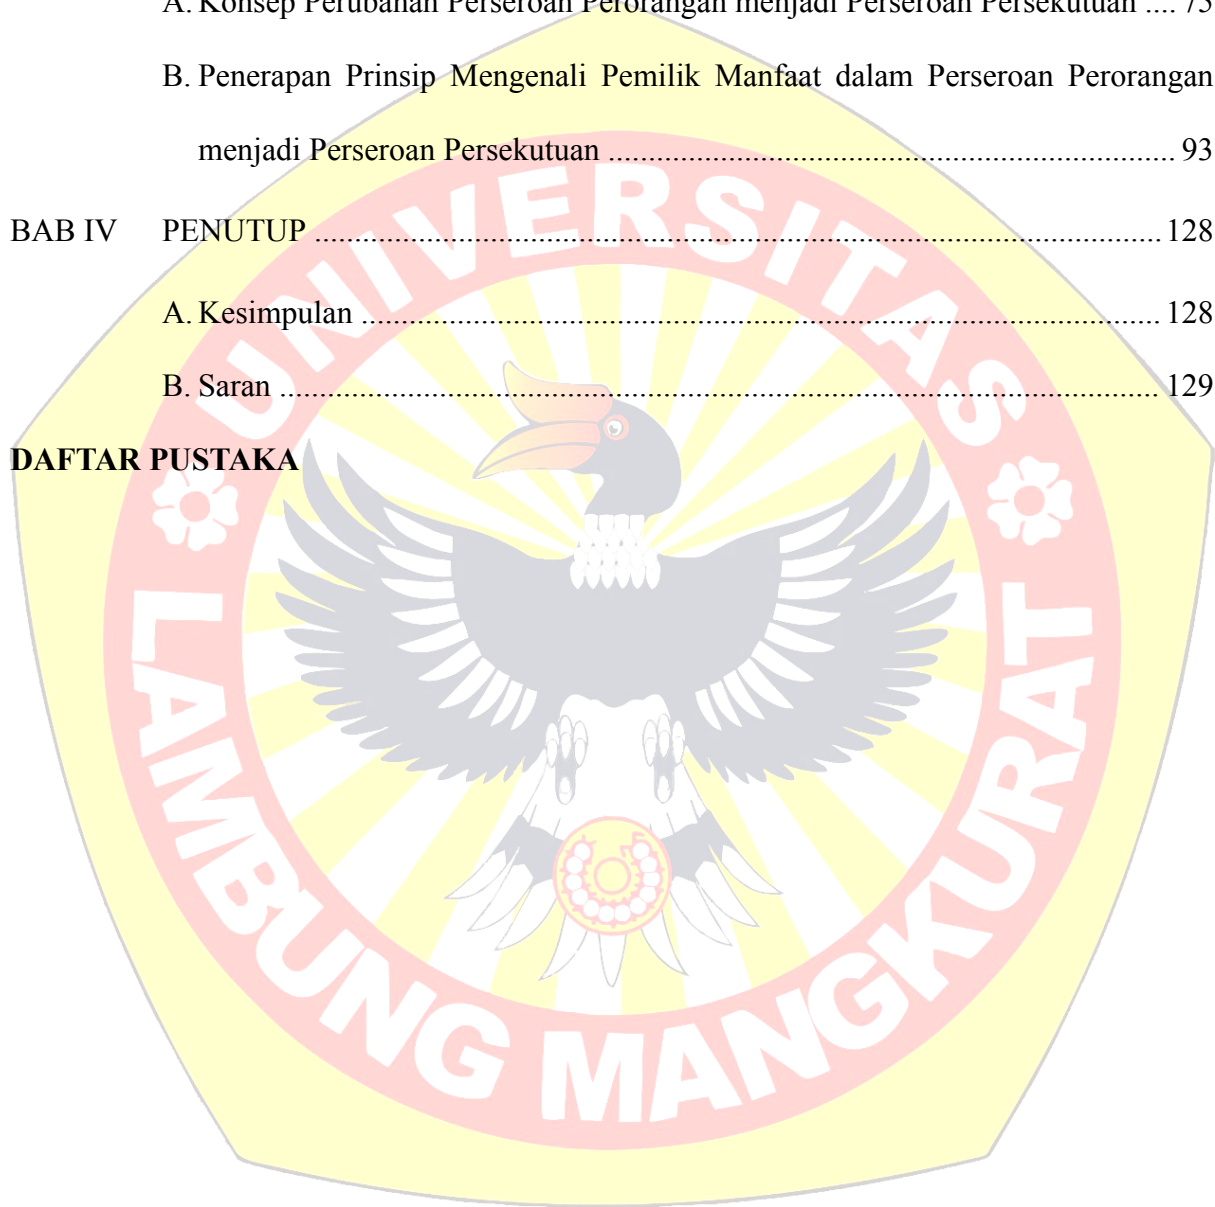 A. Konsep Perubahan Perseroan Perorangan menjadi Perseroan Persekutuan .... 75
B. Penerapan Prinsip Mengenali Pemilik Manfaat dalam Perseroan Perorangan
menjadi Perseroan Persekutuan ........................................................................... 93
BAB IV PENUTUP ................................................................................................................ 128
A. Kesimpulan .......................................................................................................... 128
B. Saran ..................................................................................................................... 129
DAFTAR PUSTAKA
UNIVERSITAS
LAMBUNG MANGKURAT